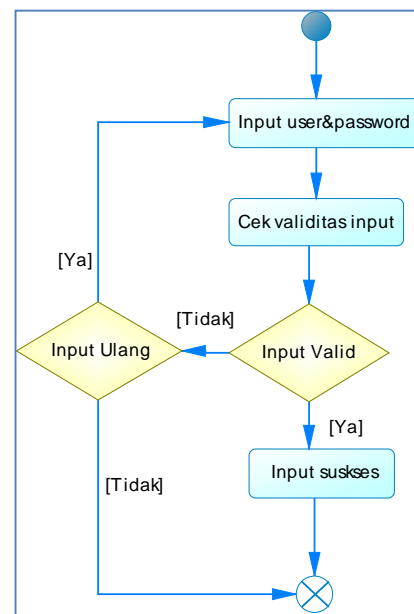 Input user&password
Cek validitas input
[Ya]
[Tidak]
Input Ulang
Input Valid
[Ya]
[Tidak]
Input suskses